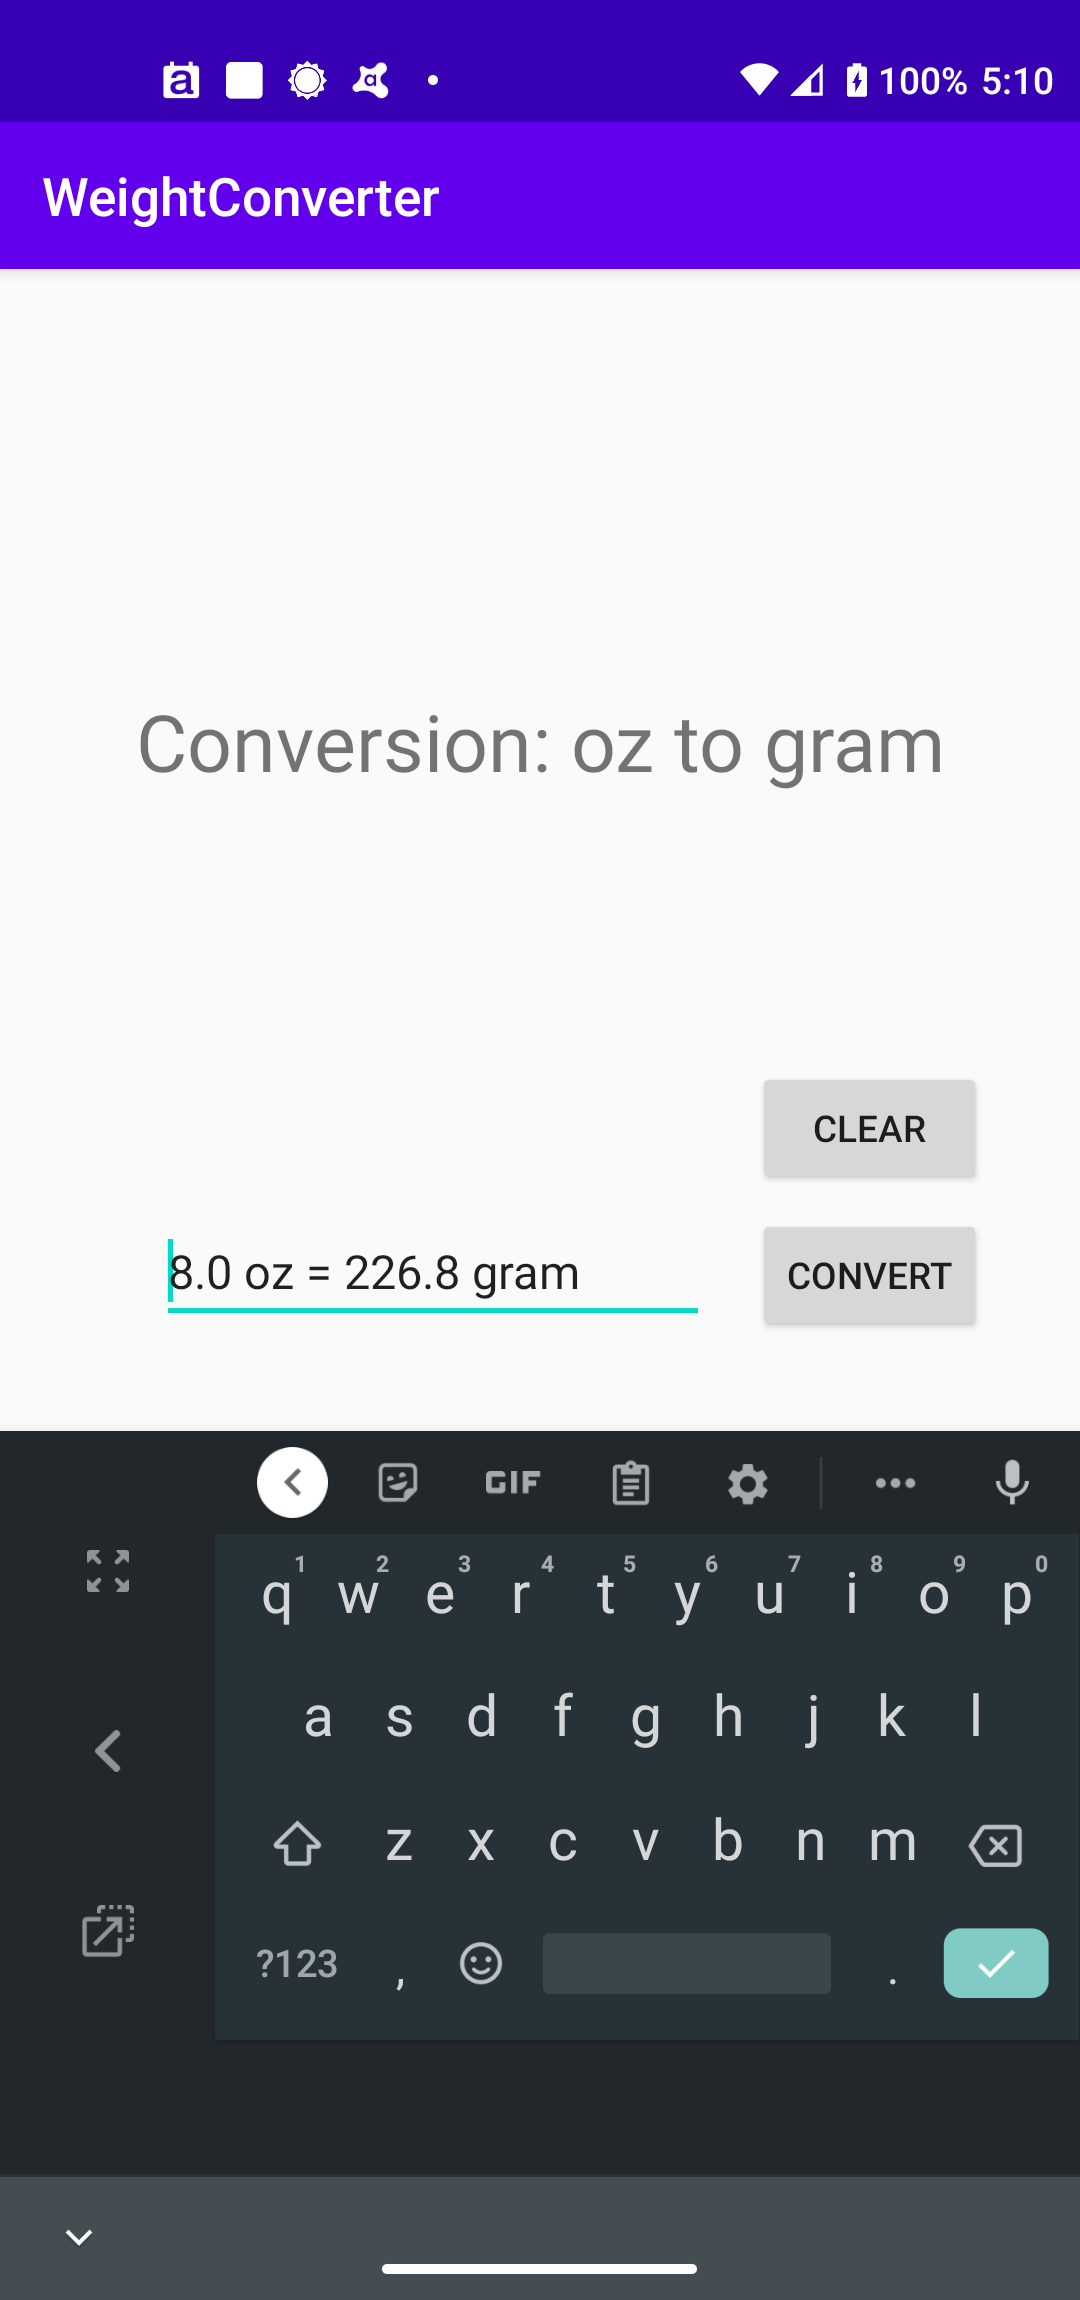 100% 5:10
WeightConverter
Conversion: oz to gram
CLEAR
8.0 oz = 226.8 gram
CONVERT
GIF
1 2 3 4 5 6 7 8 9 0
q w e r t y u i o p
a s d f g h j k l
z x c v b n m
?123 , .